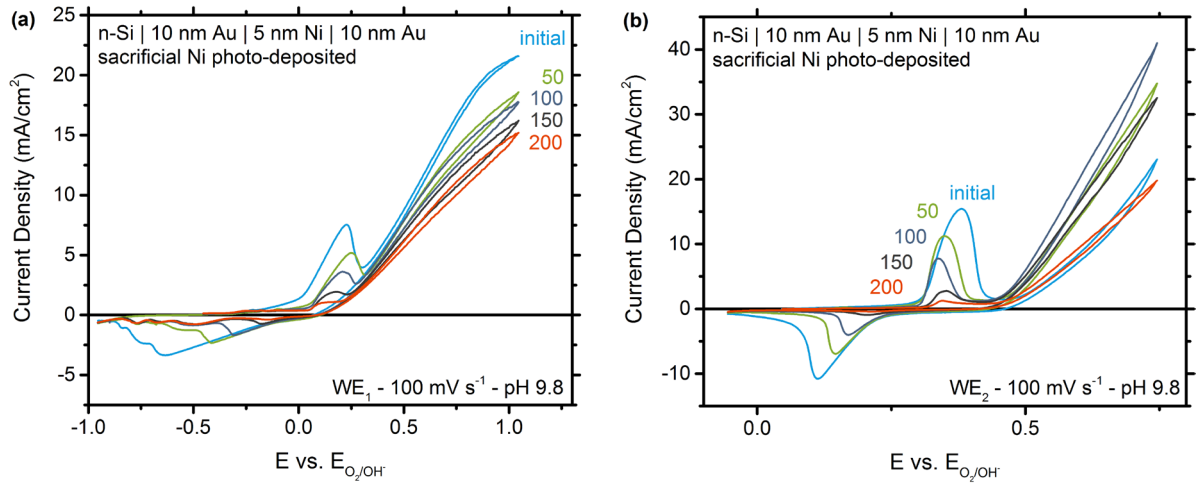 (a)
n-Si | 10 nm Au | 5 nm Ni | 10 nm Au
sacrificial Ni photo-deposited
initial
50
100
150
200
WE₁ - 100 mV s⁻¹ - pH 9.8
25
20
15
10
5
0
-5
-1.0
-0.5
0.0
0.5
1.0
Current Density (mA/cm²)
E vs. E O₂/OH⁻
(b)
n-Si | 10 nm Au | 5 nm Ni | 10 nm Au
sacrificial Ni photo-deposited
initial
50
100
150
200
WE₂ - 100 mV s⁻¹ - pH 9.8
40
30
20
10
0
-10
0.0
0.5
Current Density (mA/cm²)
E vs. E O₂/OH⁻